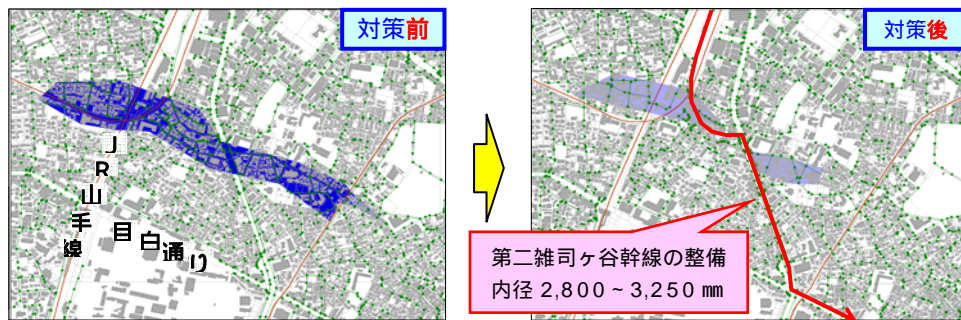 対策前
JR山手線
目白通り
対策後
第二雑司ヶ谷幹線の整備
内径 2,800~3,250 ㎜